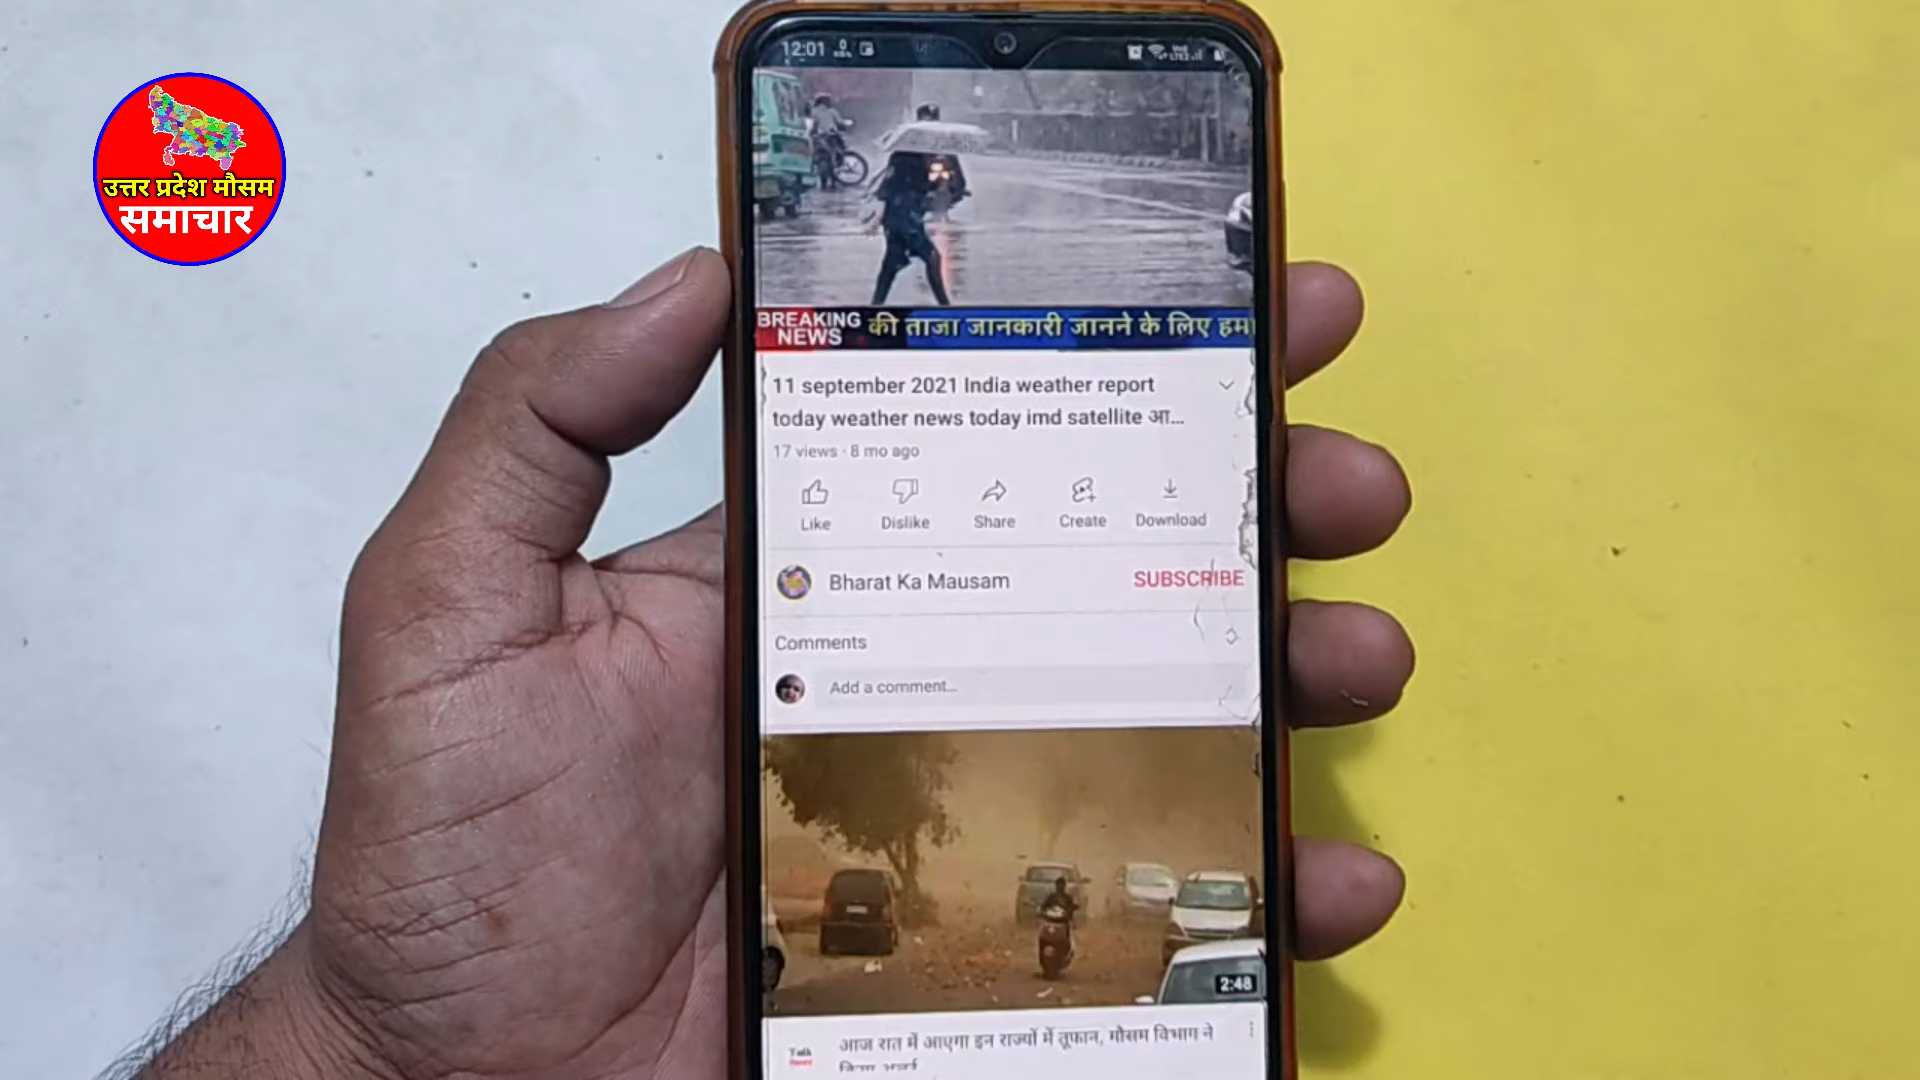 उत्तर प्रदेश मौसम
समाचार
12:01
BREAKING
NEWS
की ताजा जानकारी जानने के लिए हमा
11 september 2021 India weather report
today weather news today imd satellite आ...
17 views · 8 mo ago
Like
Dislike
Share
Create
Download
Bharat Ka Mausam
SUBSCRIBE
Comments
Add a comment...
2:48
Talk
News
आज रात में आएगा इन राज्यों में तूफान, मौसम विभाग ने